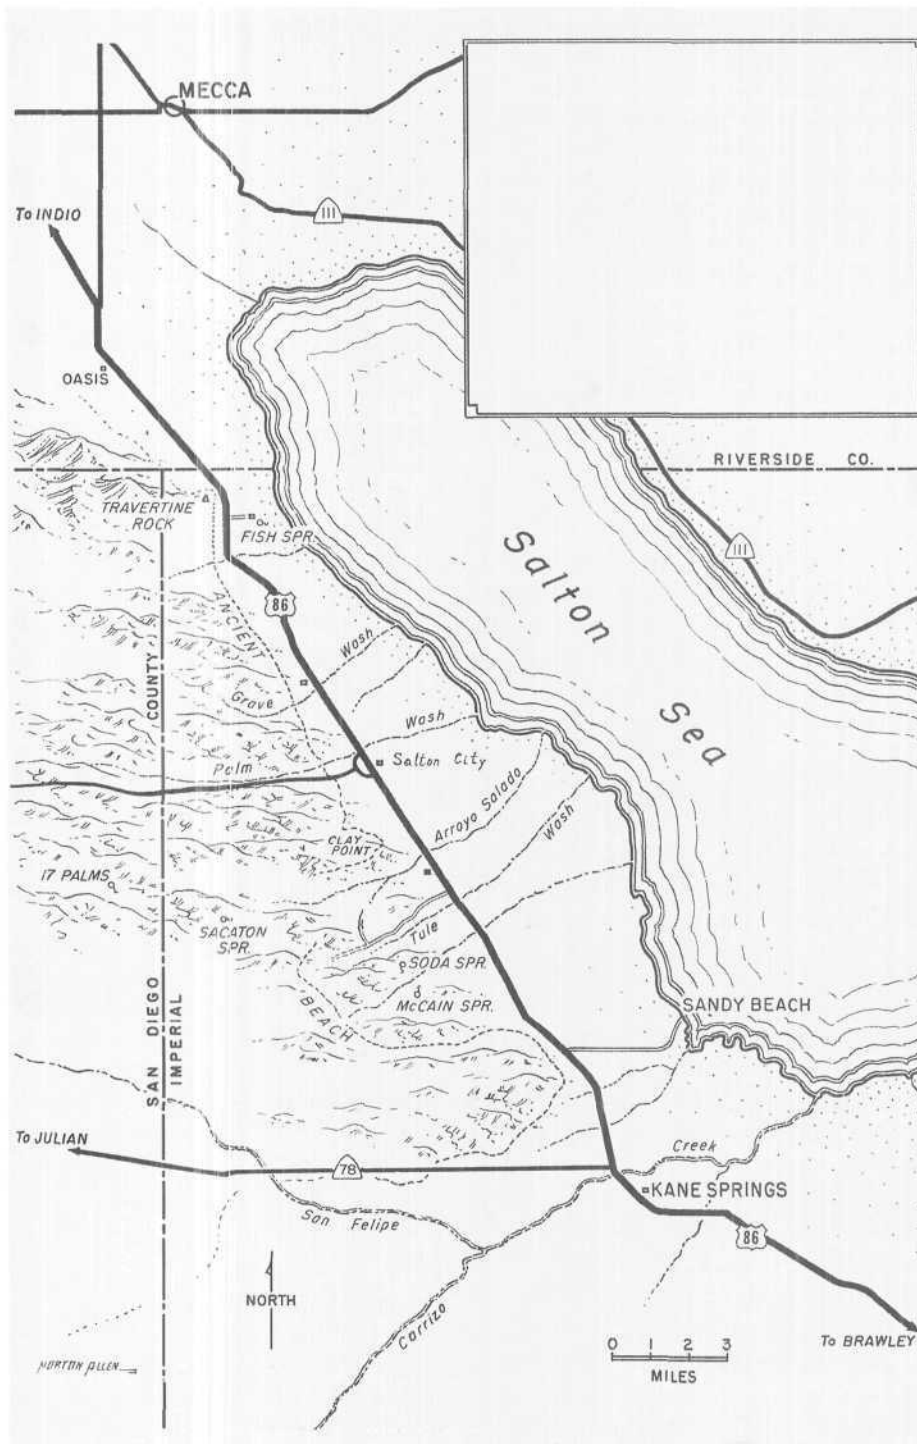 MECCA
To INDIO
111
OASIS
RIVERSIDE CO.
TRAVERTINE
ROCK
FISH SPR.
Salton
Sea
111
86
ANCIENT
Wash
Grove
COUNTY
Wash
Palm
Salton City
Arroyo Salado
Wash
CLAY
POINT
17 PALMS
SACATON
SPR.
Tule
SODA SPR.
McCAIN SPR.
BEACH
SANDY BEACH
SAN DIEGO
IMPERIAL
To JULIAN
78
Creek
KANE SPRINGS
San Felipe
86
NORTH
Carrizo
0 1 2 3
MILES
To BRAWLEY
NORTON ALLEN